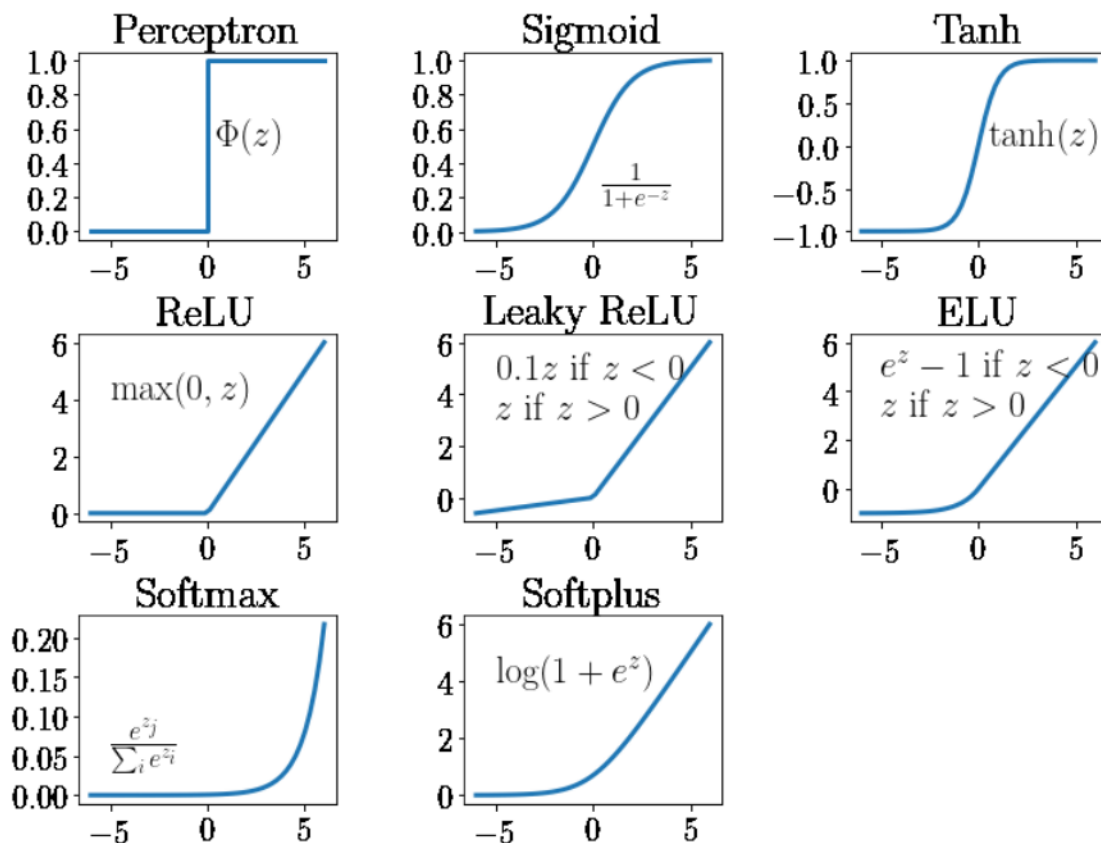 Perceptron
1.0
0.8
0.6
0.4
0.2
0.0
Φ(z)
−5 0 5
Sigmoid
1.0
0.8
0.6
0.4
0.2
0.0
1
1+e^{−z}
−5 0 5
Tanh
1.0
0.5
0.0
−0.5
−1.0
tanh(z)
−5 0 5
ReLU
6
4
2
0
max(0, z)
−5 0 5
Leaky ReLU
6
4
2
0
0.1z if z < 0
z if z > 0
−5 0 5
ELU
6
4
2
0
e^z − 1 if z < 0
z if z > 0
−5 0 5
Softmax
0.20
0.15
0.10
0.05
0.00
e^{z_j}
∑_i e^{z_i}
−5 0 5
Softplus
6
4
2
0
log(1 + e^z)
−5 0 5